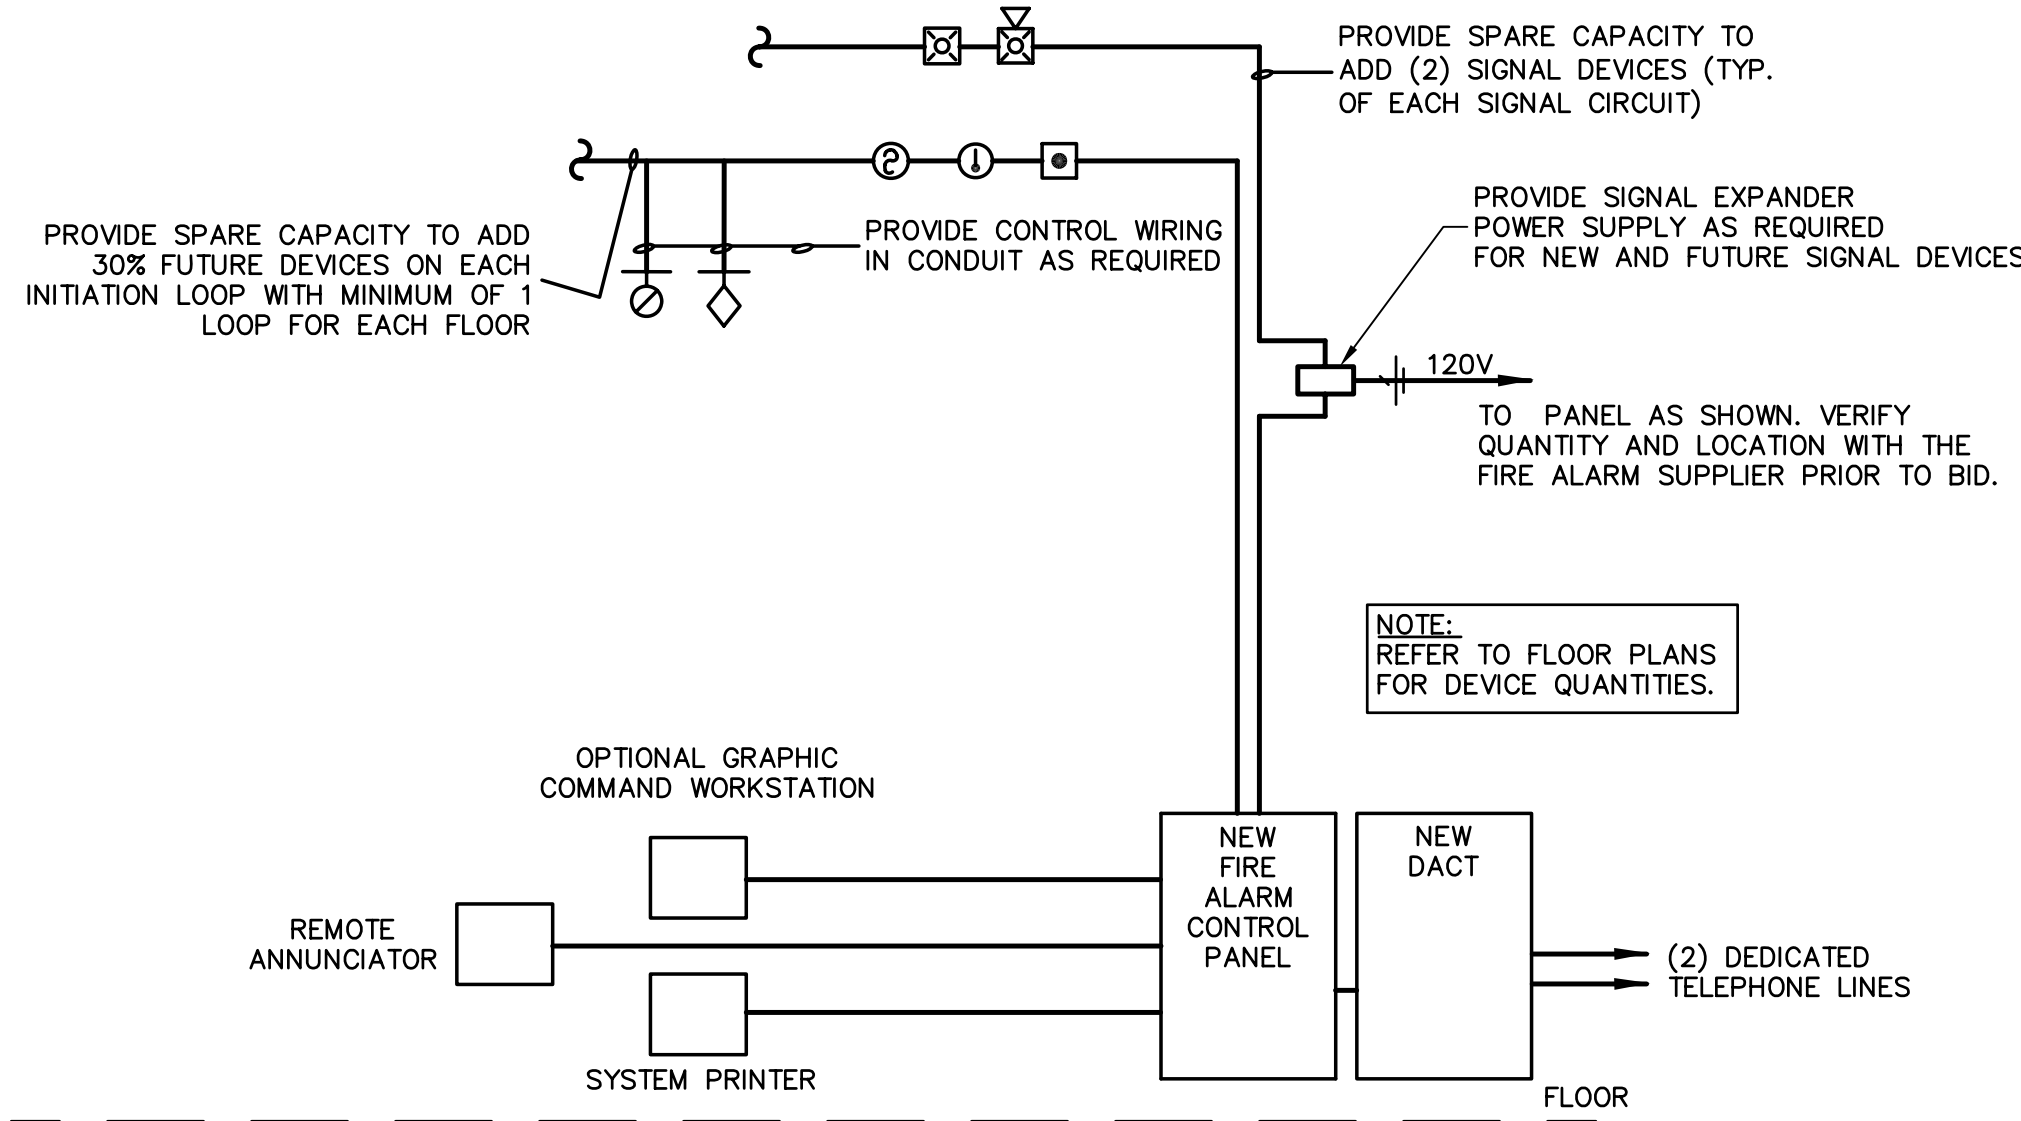 PROVIDE SPARE CAPACITY TO
ADD (2) SIGNAL DEVICES (TYP.
OF EACH SIGNAL CIRCUIT)
PROVIDE SPARE CAPACITY TO ADD
30% FUTURE DEVICES ON EACH
INITIATION LOOP WITH MINIMUM OF 1
LOOP FOR EACH FLOOR
PROVIDE CONTROL WIRING
IN CONDUIT AS REQUIRED
PROVIDE SIGNAL EXPANDER
POWER SUPPLY AS REQUIRED
FOR NEW AND FUTURE SIGNAL DEVICES
120V
TO PANEL AS SHOWN. VERIFY
QUANTITY AND LOCATION WITH THE
FIRE ALARM SUPPLIER PRIOR TO BID.
NOTE:
REFER TO FLOOR PLANS
FOR DEVICE QUANTITIES.
OPTIONAL GRAPHIC
COMMAND WORKSTATION
REMOTE
ANNUNCIATOR
SYSTEM PRINTER
NEW
FIRE
ALARM
CONTROL
PANEL
NEW
DACT
(2) DEDICATED
TELEPHONE LINES
FLOOR